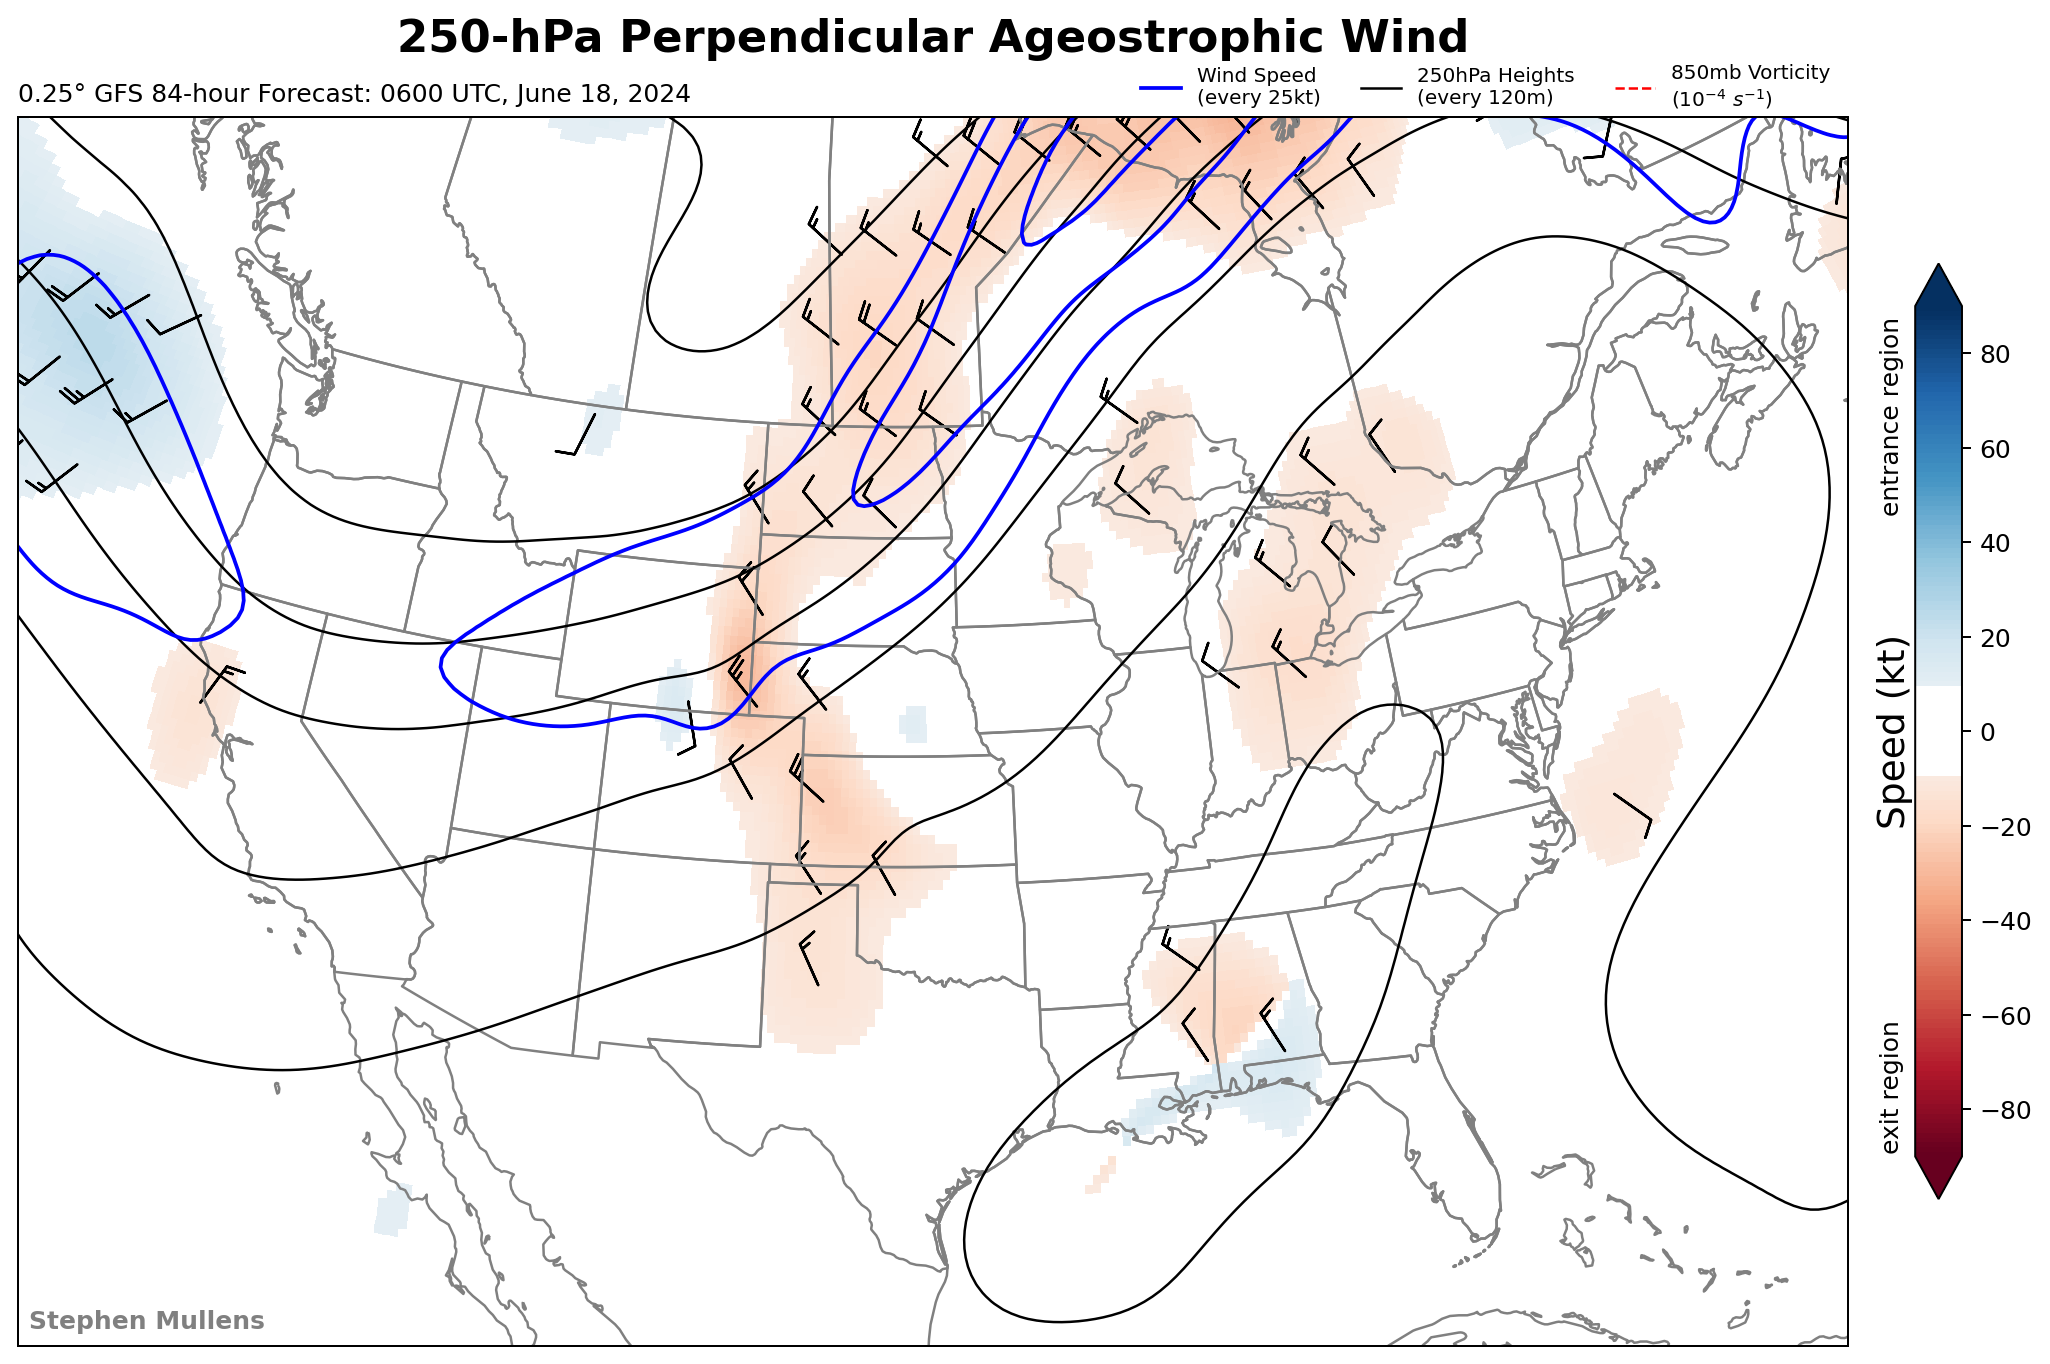 250-hPa Perpendicular Ageostrophic Wind
0.25° GFS 84-hour Forecast: 0600 UTC, June 18, 2024
Wind Speed
(every 25kt)
250hPa Heights
(every 120m)
850mb Vorticity
(10⁻⁴ s⁻¹)
entrance region
Speed (kt)
exit region
80
60
40
20
0
−20
−40
−60
−80
Stephen Mullens